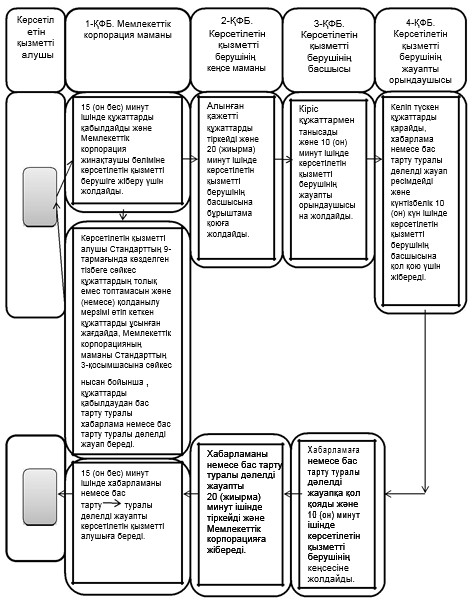 Көрсетіл
етін
қызметті
алушы
1-ҚФБ. Мемлекеттік
корпорация маманы
2-ҚФБ.
Көрсетілетін
қызметті
берушінің
кеңсе маманы
3-ҚФБ.
Көрсетілетін
қызметті
берушінің
басшысы
4-ҚФБ.
Көрсетілетін
қызметті
берушінің
жауапты
орындаушысы
15 (он бес) минут
ішінде құжаттарды
қабылдайды және
Мемлекеттік
корпорация
жинақтаушы бөліміне
көрсетілетін қызметті
берушіге жіберу үшін
жолдайды.
Алынған
қажетті
құжаттарды
тіркейді және
20 (жиырма)
минут ішінде
көрсетілетін
қызметті
берушінің
басшысына
бұрыштама
қоюға
жолдайды.
Кіріс
құжаттармен
танысады
және 10 (он)
минут ішінде
көрсетілетін
қызметті
берушінің
жауапты
орындаушысы
на жолдайды.
Келіп түскен
құжаттарды
қарайды,
хабарлама
немесе бас
тарту туралы
дәлелді
жауап
рәсімдейді
және
күнтізбелік 10
(он) күн ішінде
көрсетілетін
қызметті
берушінің
басшысына
қол қою үшін
жібереді.
Көрсетілетін қызметті
алушы Стандарттың 9-
тармағында көзделген
тізбеге сәйкес
құжаттардың толық
емес топтамасын және
(немесе) қолданылу
мерзімі өтіп кеткен
құжаттарды ұсынған
жағдайда, Мемлекеттік
корпорацияның
маманы Стандарттың
3-қосымшасына сәйкес
нысан бойынша ,
құжаттарды
қабылдаудан бас
тарту туралы
хабарлама немесе бас
тарту туралы дәлелді
жауап береді.
15 (он бес) минут
ішінде хабарламаны
немесе бас
тарту туралы
дәлелді жауапты
көрсетілетін қызметті
алушыға береді.
Хабарламаны
немесе бас тарту
туралы дәлелді
жауапты
20 (жиырма)
минут ішінде
тіркейді және
Мемлекеттік
корпорацияға
жібереді.
Хабарламаға
немесе бас
тарту туралы
дәлелді
жауапқа қол
қояды және
10 (он) минут
ішінде
көрсетілетін
қызметті
берушінің
кеңсесіне
жолдайды.